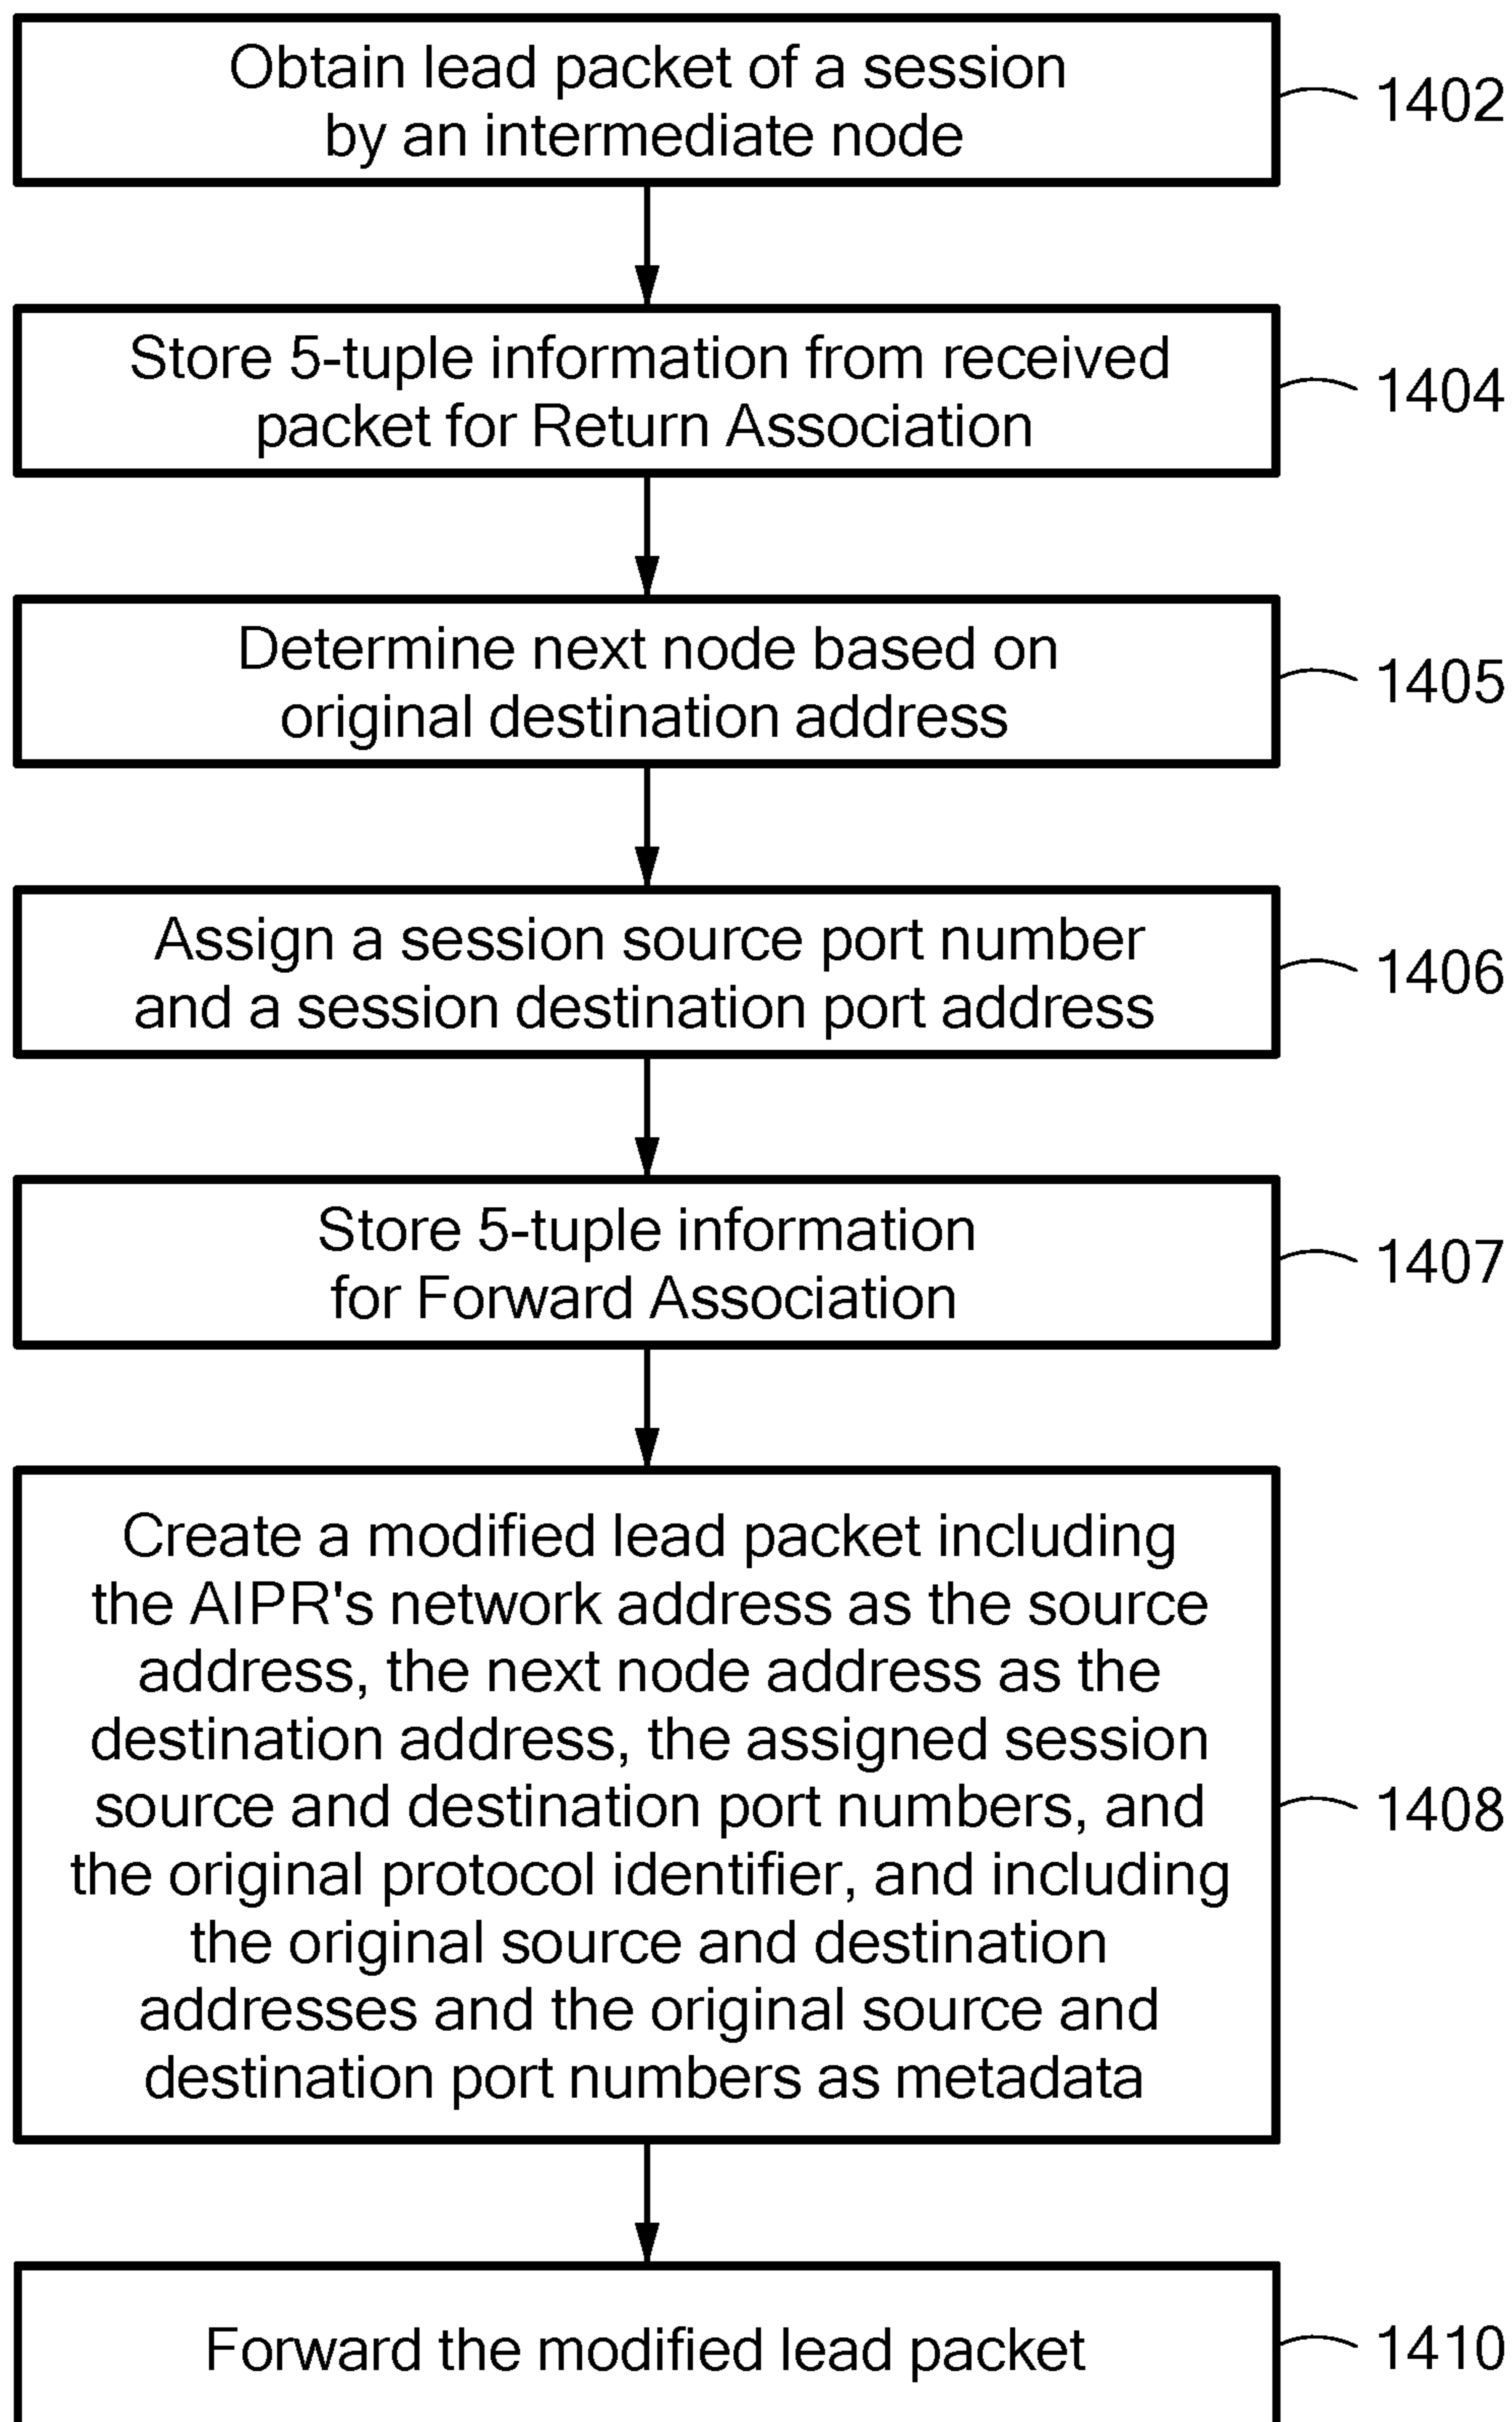 Obtain lead packet of a session
by an intermediate node
1402
Store 5-tuple information from received
packet for Return Association
1404
Determine next node based on
original destination address
1405
Assign a session source port number
and a session destination port address
1406
Store 5-tuple information
for Forward Association
1407
Create a modified lead packet including
the AIPR's network address as the source
address, the next node address as the
destination address, the assigned session
source and destination port numbers, and
the original protocol identifier, and including
the original source and destination
addresses and the original source and
destination port numbers as metadata
1408
Forward the modified lead packet
1410